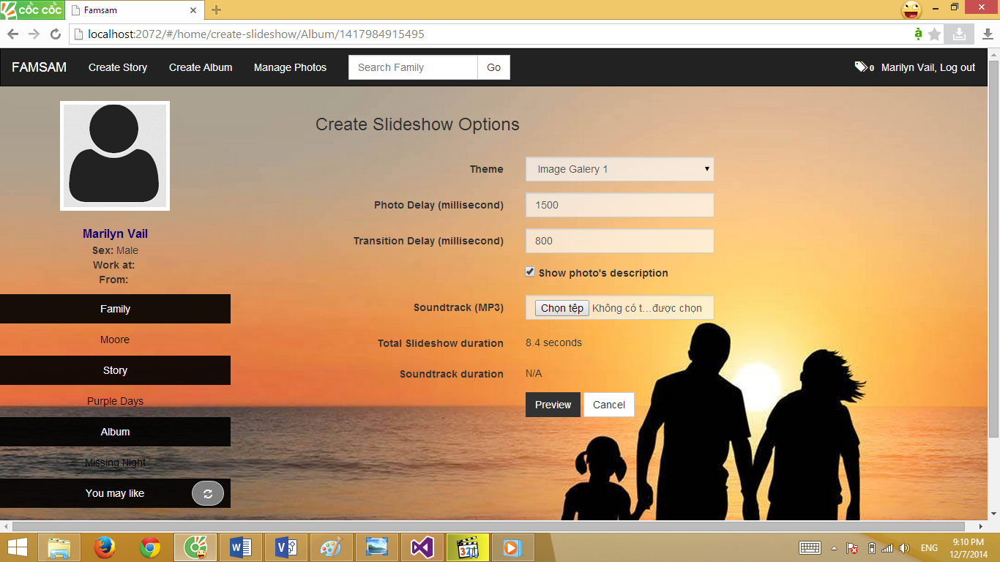 cốc cốc
Famsam
localhost:2072/#/home/create-slideshow/Album/1417984915495
FAMSAM Create Story Create Album Manage Photos Search Family Go 0 Marilyn Vail, Log out
Marilyn Vail
Sex: Male
Work at:
From:
Family
Moore
Story
Purple Days
Album
Missing Night
You may like
Create Slideshow Options
Theme Image Galery 1
Photo Delay (millisecond) 1500
Transition Delay (millisecond) 800
Show photo's description
Soundtrack (MP3) Chọn tệp Không có t...được chọn
Total Slideshow duration 8.4 seconds
Soundtrack duration N/A
Preview Cancel
ENG
9:10 PM
12/7/2014